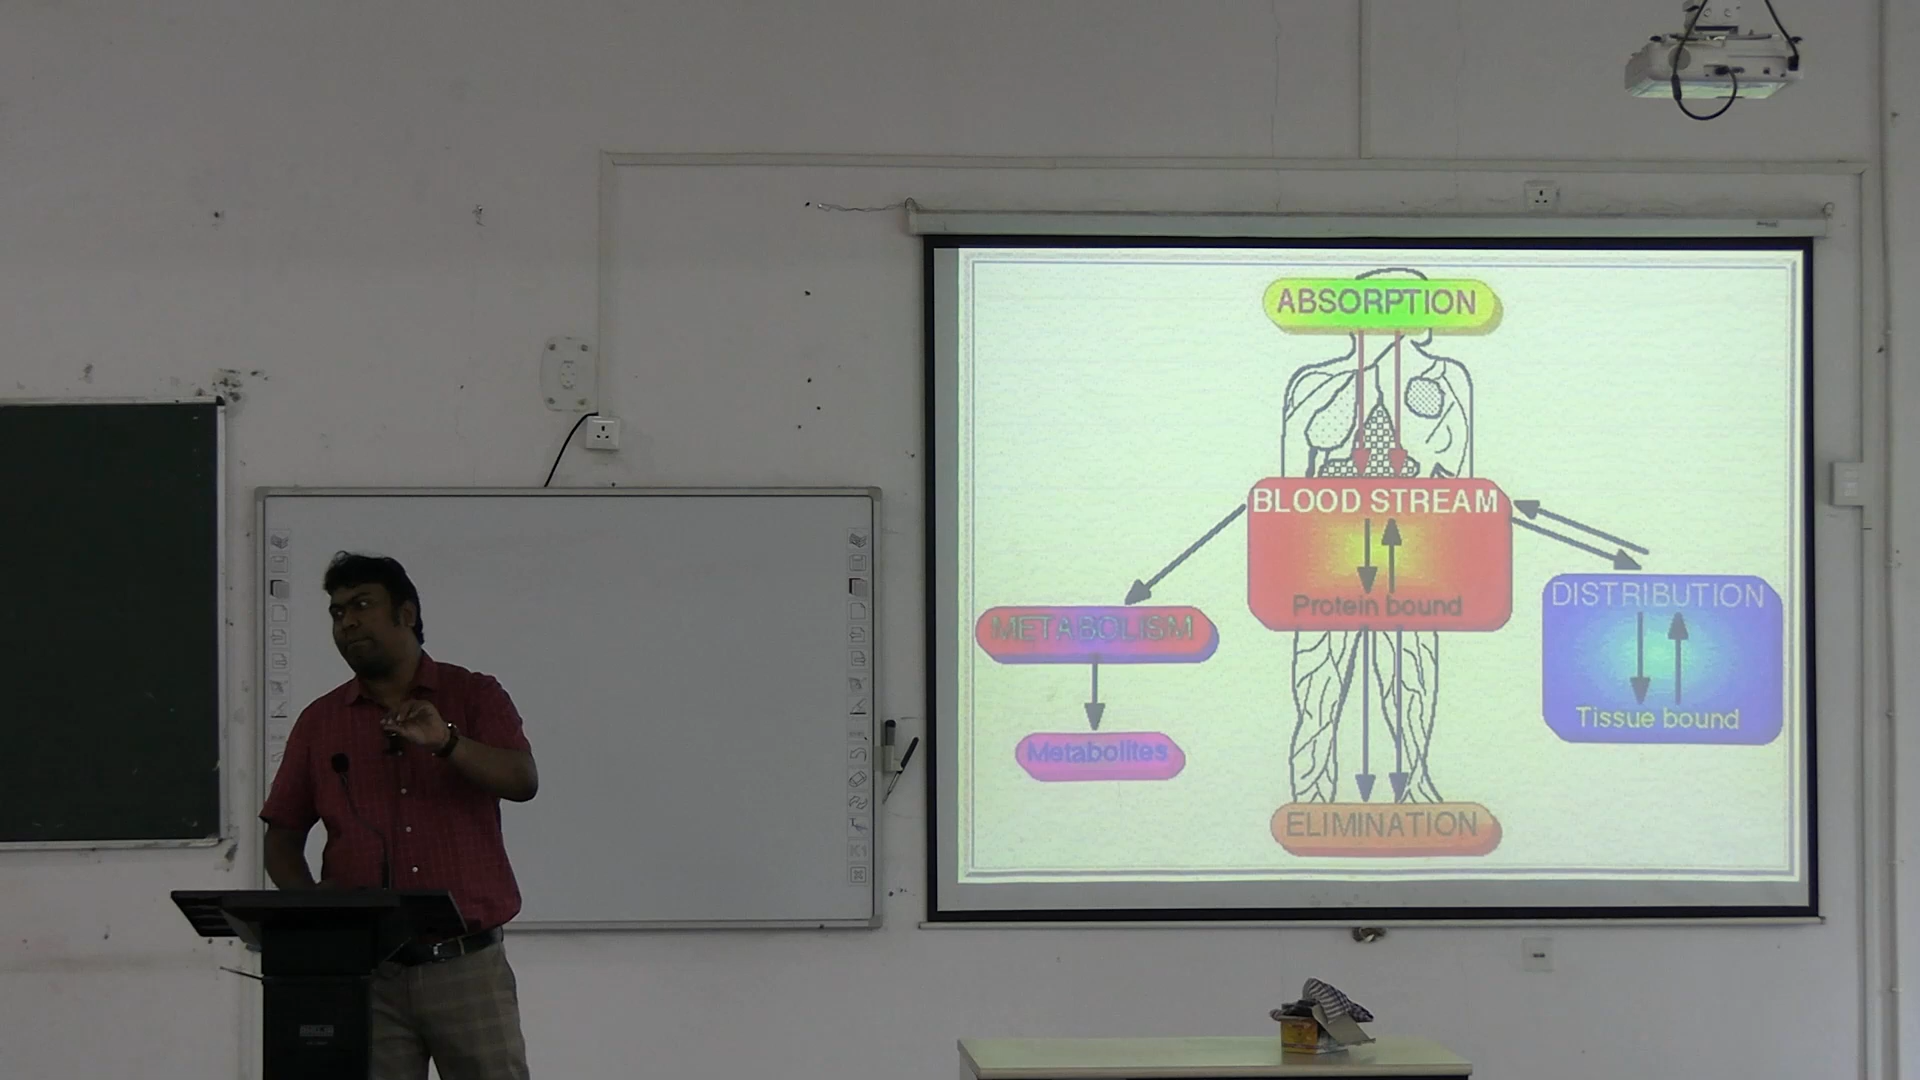 ABSORPTION
BLOOD STREAM
Protein bound
METABOLISM
Metabolites
DISTRIBUTION
Tissue bound
ELIMINATION